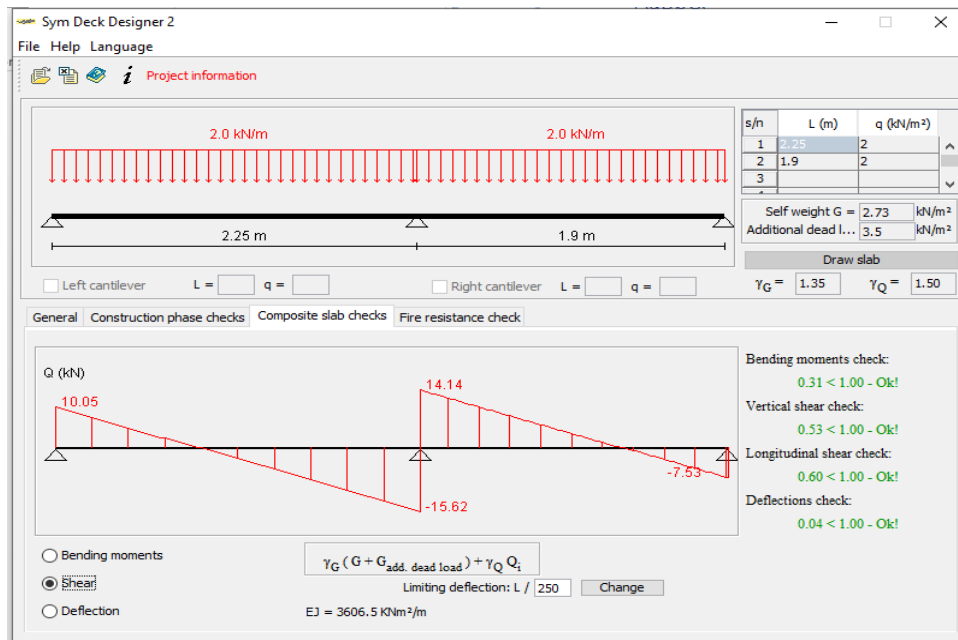 Sym Deck Designer 2
File Help Language
i Project information
2.0 kN/m 2.0 kN/m
2.25 m 1.9 m
s/n L (m) q (kN/m²)
1 2.25 2
2 1.9 2
3
Self weight G = 2.73 kN/m²
Additional dead l... 3.5 kN/m²
Draw slab
Left cantilever L = q = Right cantilever L = q =
γG = 1.35 γQ = 1.50
General Construction phase checks Composite slab checks Fire resistance check
Q (kN)
10.05
14.14
-7.53
-15.62
Bending moments check:
0.31 < 1.00 - Ok!
Vertical shear check:
0.53 < 1.00 - Ok!
Longitudinal shear check:
0.60 < 1.00 - Ok!
Deflections check:
0.04 < 1.00 - Ok!
Bending moments
Shear
Deflection
γG ( G + Gadd. dead load ) + γQ Qi
Limiting deflection: L / 250 Change
EJ = 3606.5 KNm²/m